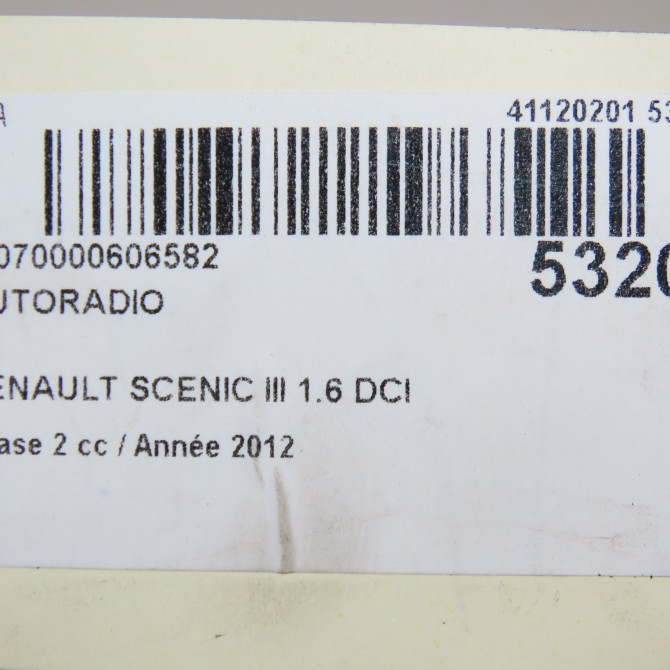 A
41120201 53
070000606582
5320
UTORADIO
ENAULT SCENIC III 1.6 DCI
ase 2 cc / Année 2012